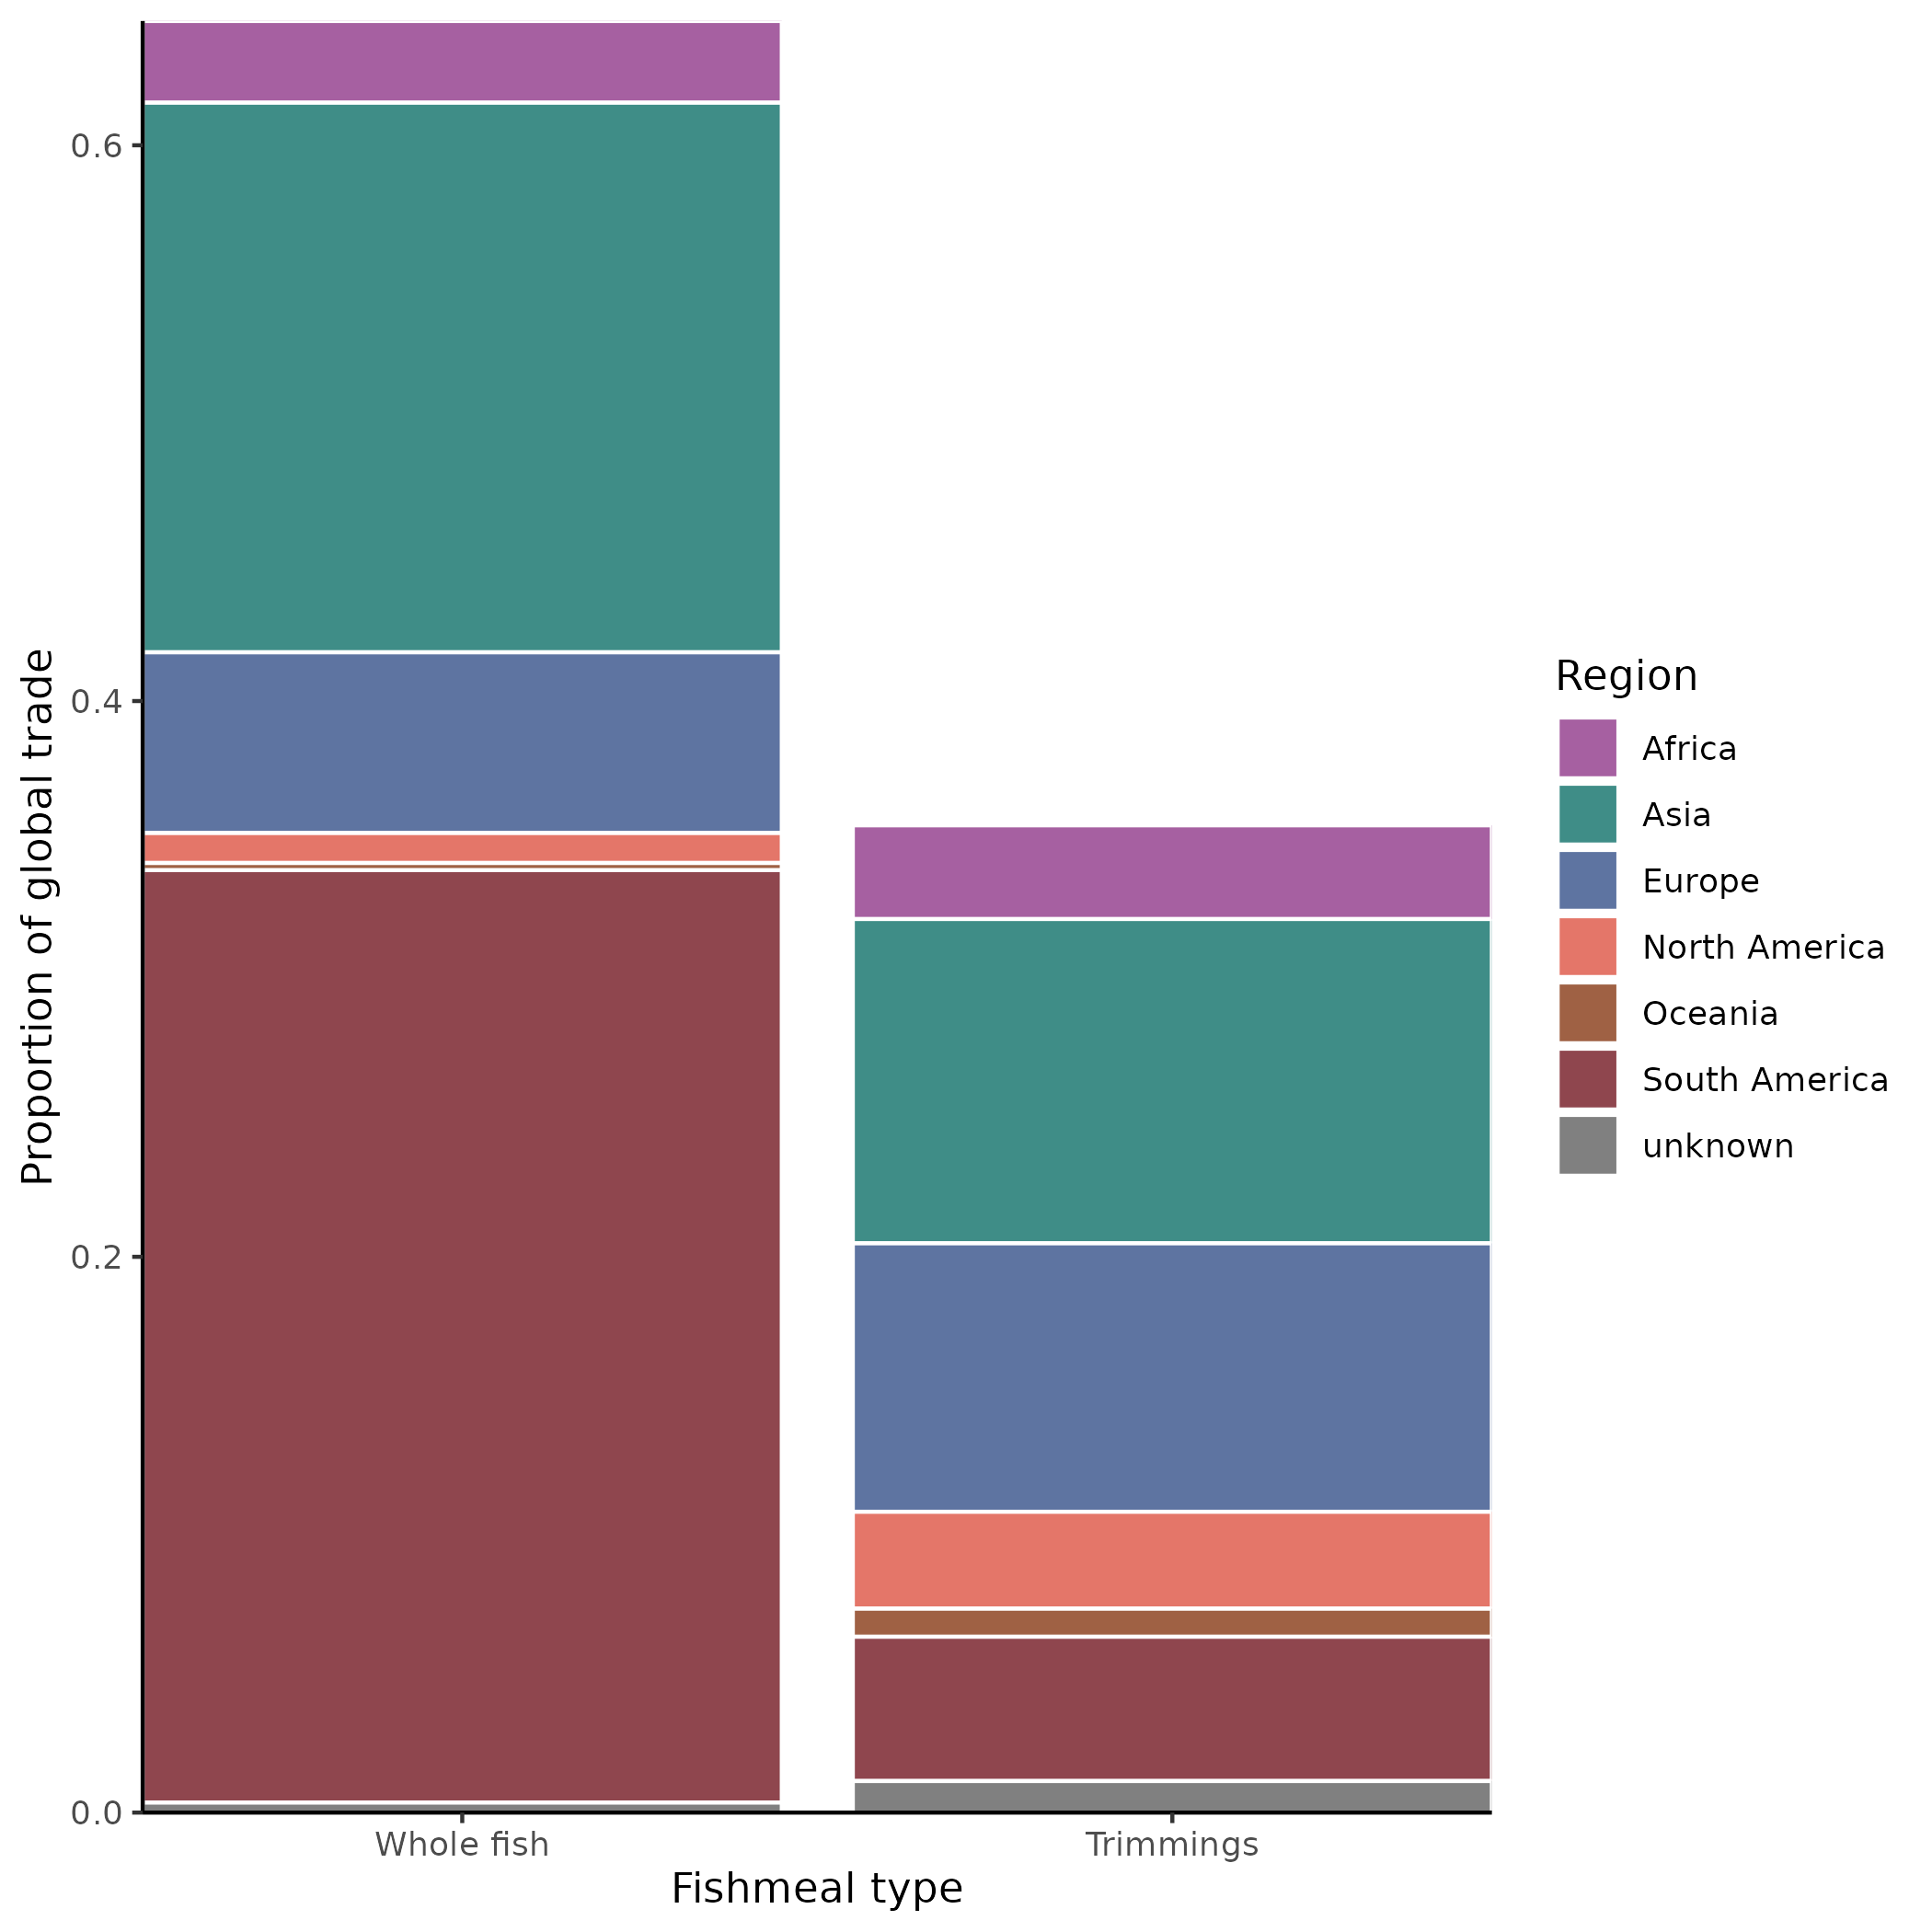 Proportion of global trade
0.6
0.4
0.2
0.0
Whole fish
Trimmings
Fishmeal type
Region
Africa
Asia
Europe
North America
Oceania
South America
unknown